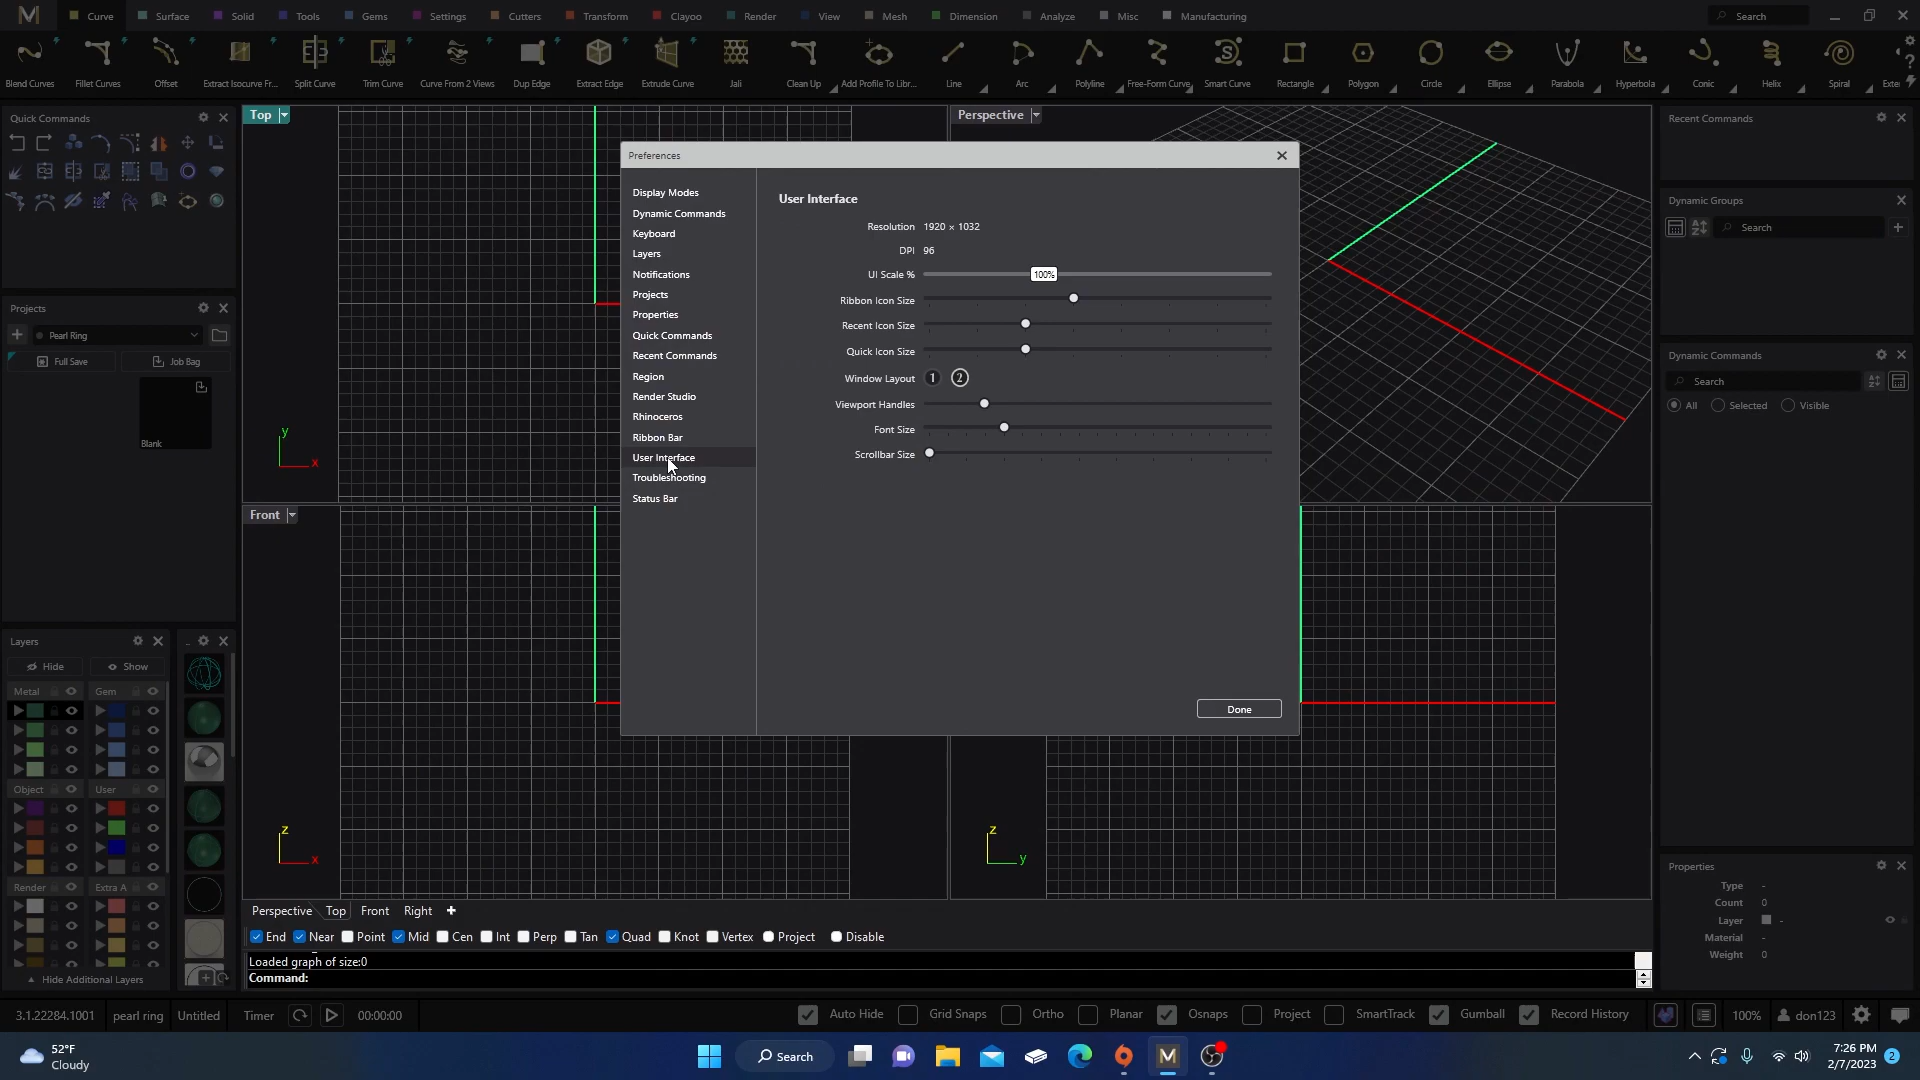 Curve Surface Solid Tools Gems Settings Cutters Transform Clayoo Render View Mesh Dimension Analyze Misc Manufacturing Search
Blend Curves Fillet Curves Offset Extract Isocurve Fr... Split Curve Trim Curve Curve From 2 Views Dup Edge Extract Edge Extrude Curve Jali Clean Up Add Profile To Libr... Line Arc Polyline Free-Form Curve Smart Curve Rectangle Polygon Circle Ellipse Parabola Hyperbola Conic Helix Spiral Exte
Quick Commands
Projects
Pearl Ring
Full Save Job Bag
Blank
Layers
Hide Show
Metal Gem
Object User
Render Extra A
Hide Additional Layers
Top
y
x
Perspective
Front
z
x
z
y
Preferences
Display Modes
Dynamic Commands
Keyboard
Layers
Notifications
Projects
Properties
Quick Commands
Recent Commands
Region
Render Studio
Rhinoceros
Ribbon Bar
User Interface
Troubleshooting
Status Bar
User Interface
Resolution 1920 × 1032
DPI 96
UI Scale % 100%
Ribbon Icon Size
Recent Icon Size
Quick Icon Size
Window Layout 1 2
Viewport Handles
Font Size
Scrollbar Size
Done
Recent Commands
Dynamic Groups
Search
Dynamic Commands
Search
All Selected Visible
Properties
Type -
Count 0
Layer -
Material -
Weight 0
Perspective Top Front Right
End Near Point Mid Cen Int Perp Tan Quad Knot Vertex Project Disable
Loaded graph of size:0
Command:
3.1.22284.1001 pearl ring Untitled Timer 00:00:00 Auto Hide Grid Snaps Ortho Planar Osnaps Project SmartTrack Gumball Record History 100% don123
52°F
Cloudy
Search
7:26 PM
2/7/2023
2